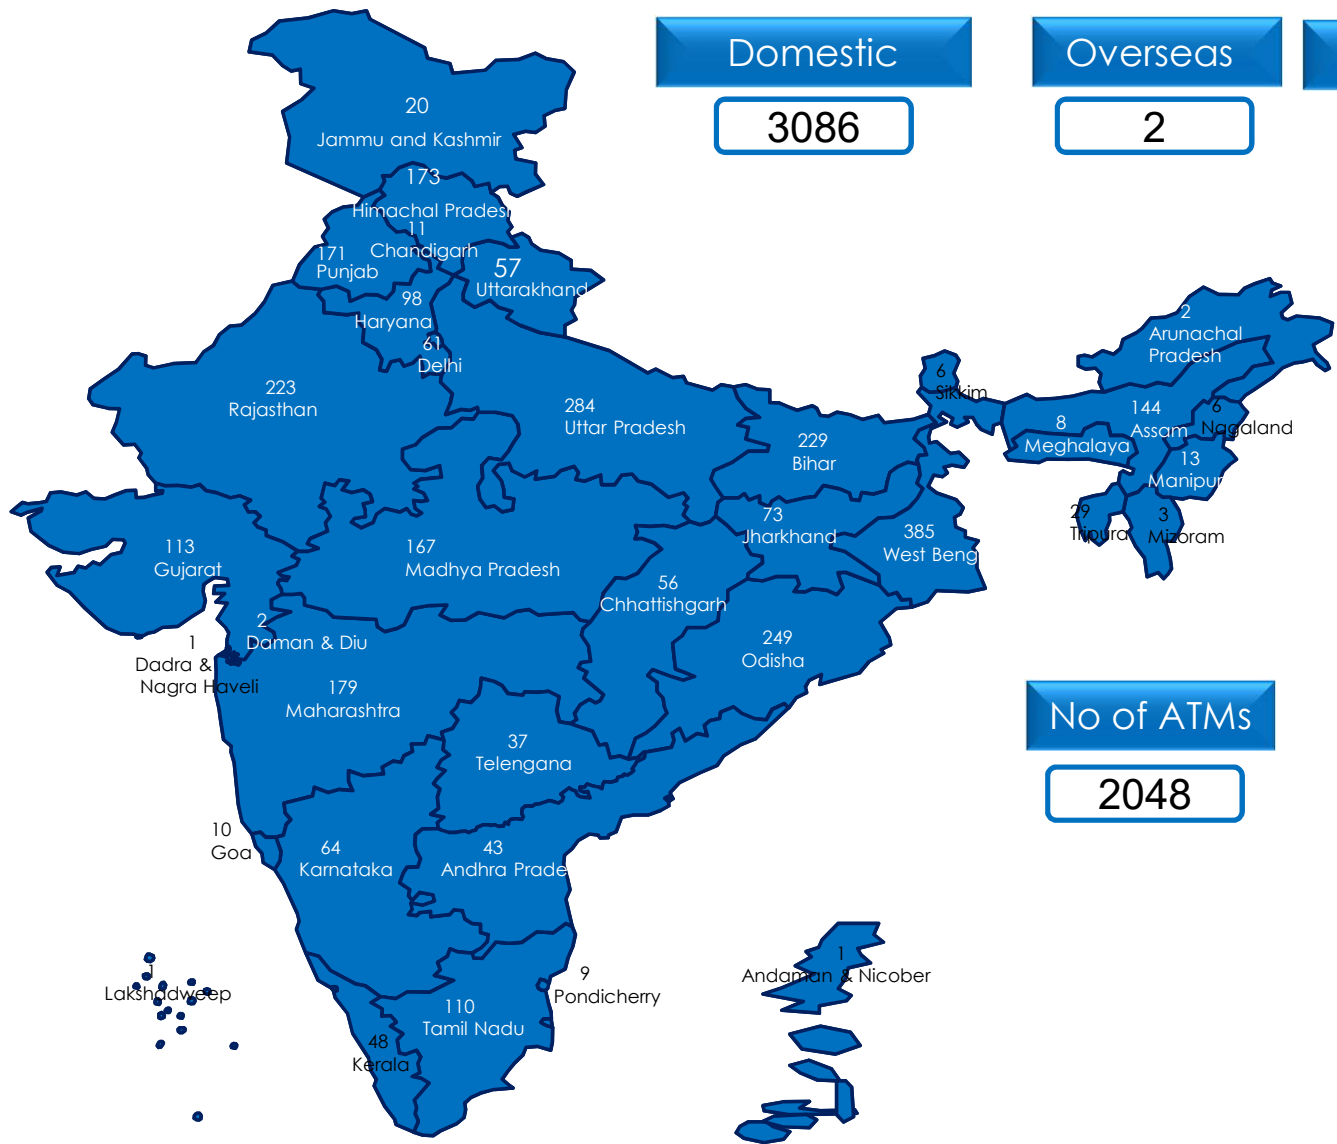 Domestic
Overseas
3086
2
20
Jammu and Kashmir
173
Himachal Pradesh
11
Chandigarh
171
Punjab
57
Uttarakhand
98
Haryana
61
Delhi
2
Arunachal
Pradesh
223
Rajasthan
284
Uttar Pradesh
229
Bihar
6
Sikkim
144
Assam
6
Nagaland
8
Meghalaya
13
Manipur
29
Tripura
3
Mizoram
73
Jharkhand
385
West Beng
113
Gujarat
167
Madhya Pradesh
56
Chhattishgarh
249
Odisha
2
Daman & Diu
1
Dadra &
Nagra Haveli
179
Maharashtra
37
Telengana
No of ATMs
2048
10
Goa
64
Karnataka
43
Andhra Prade
1
Lakshadweep
9
Pondicherry
110
Tamil Nadu
48
Kerala
1
Andaman & Nicober